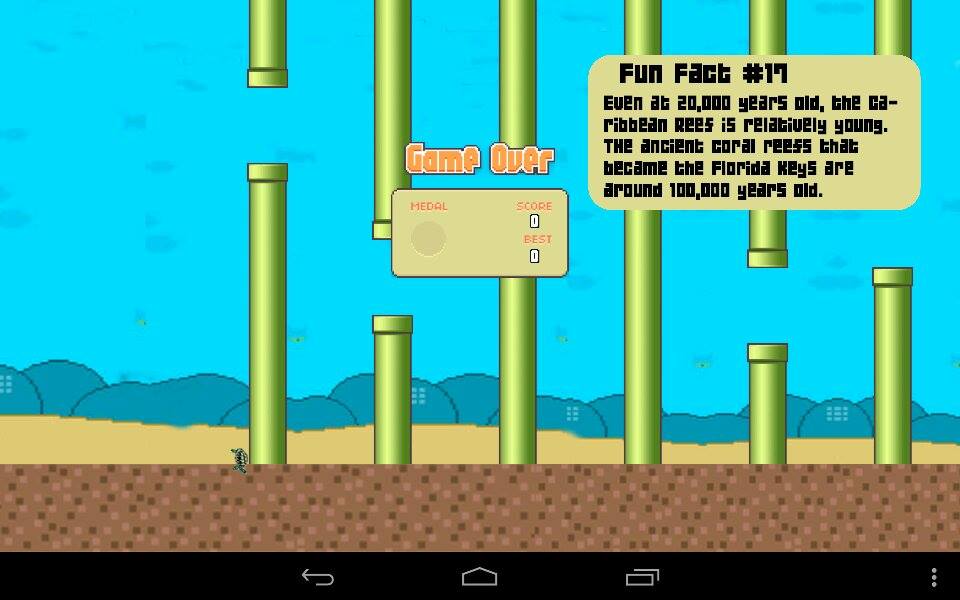 Fun Fact #17
Even at 20,000 years old, the Ca-
ribbean Reef is relatively young.
The ancient coral reefs that
became the Florida Keys are
around 100,000 years old.
Game Over
MEDAL
SCORE
0
BEST
0